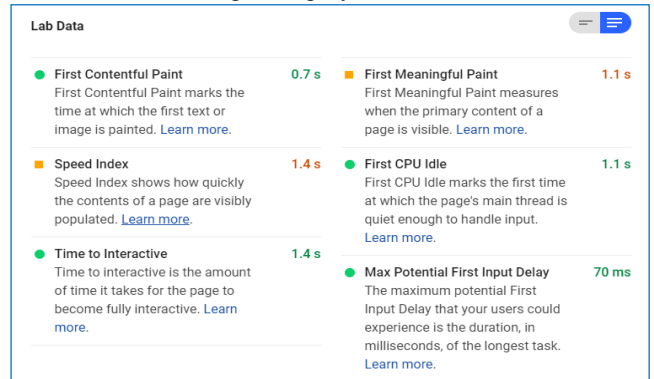 Lab Data
First Contentful Paint 0.7 s
First Contentful Paint marks the
time at which the first text or
image is painted. Learn more.
Speed Index 1.4 s
Speed Index shows how quickly
the contents of a page are visibly
populated. Learn more.
Time to Interactive 1.4 s
Time to interactive is the amount
of time it takes for the page to
become fully interactive. Learn
more.
First Meaningful Paint 1.1 s
First Meaningful Paint measures
when the primary content of a
page is visible. Learn more.
First CPU Idle 1.1 s
First CPU Idle marks the first time
at which the page's main thread is
quiet enough to handle input.
Learn more.
Max Potential First Input Delay 70 ms
The maximum potential First
Input Delay that your users could
experience is the duration, in
milliseconds, of the longest task.
Learn more.